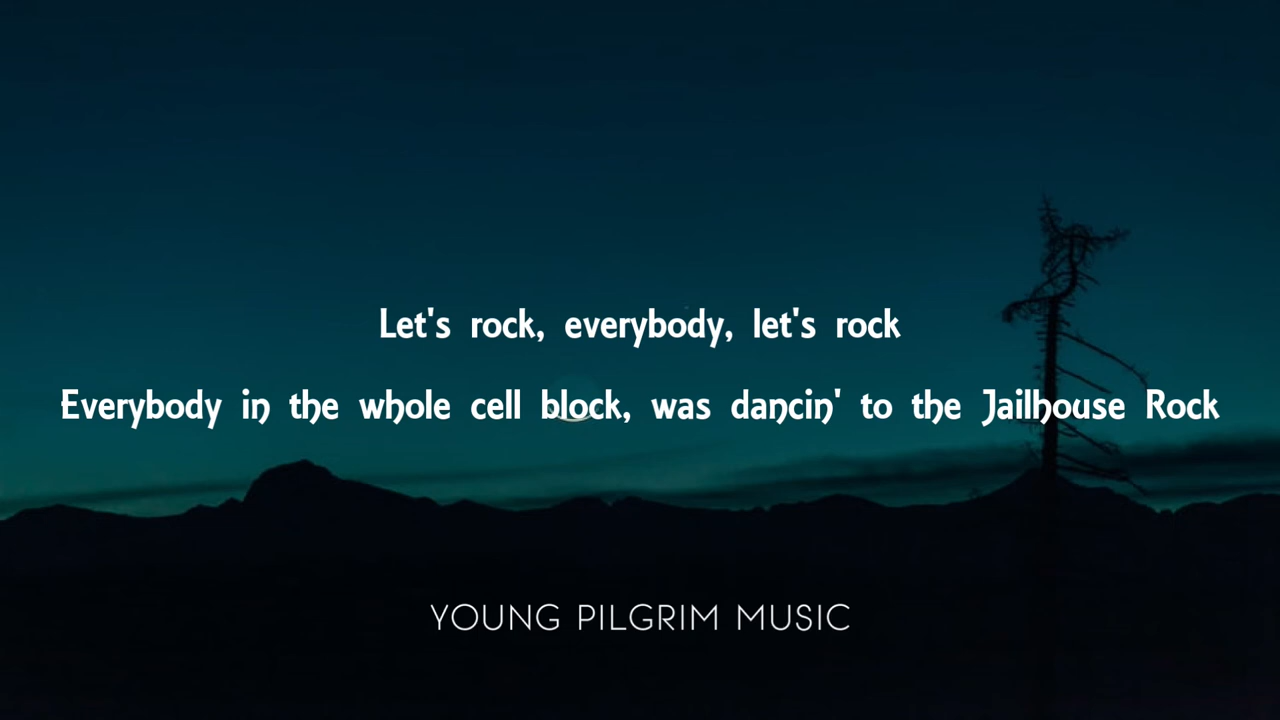 Let's rock, everybody, let's rock
Everybody in the whole cell block, was dancin' to the Jailhouse Rock
YOUNG PILGRIM MUSIC